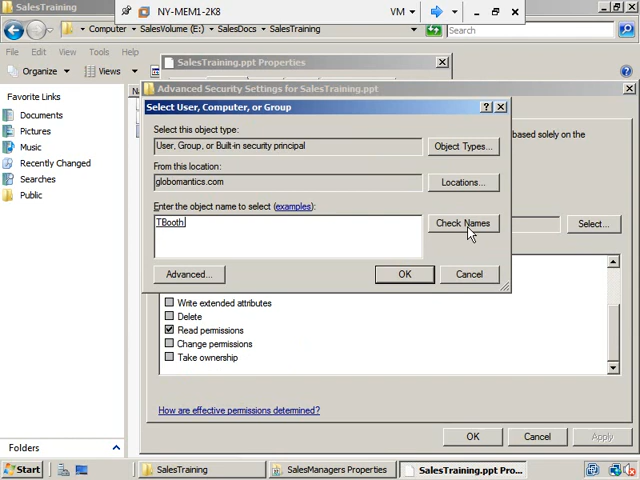 SalesTraining
NY-MEM1-2K8
VM
Computer
SalesVolume (E:)
SalesDocs
SalesTraining
Search
File
Edit
View
Tools
Organize
SalesTraining.ppt Properties
Advanced Security Settings for SalesTraining.ppt
Favorite Links
Documents
Pictures
Music
Recently Changed
Searches
Public
Select User, Computer, or Group
Select this object type:
User, Group, or Built-in security principal
Object Types...
From this location:
globomantics.com
Locations...
Enter the object name to select (examples):
TBooth
Check Names
Advanced...
OK
Cancel
based solely on the
Select...
Write extended attributes
Delete
Read permissions
Change permissions
Take ownership
How are effective permissions determined?
OK
Cancel
Apply
Folders
Start
SalesTraining
SalesManagers Properties
SalesTraining.ppt Pro...